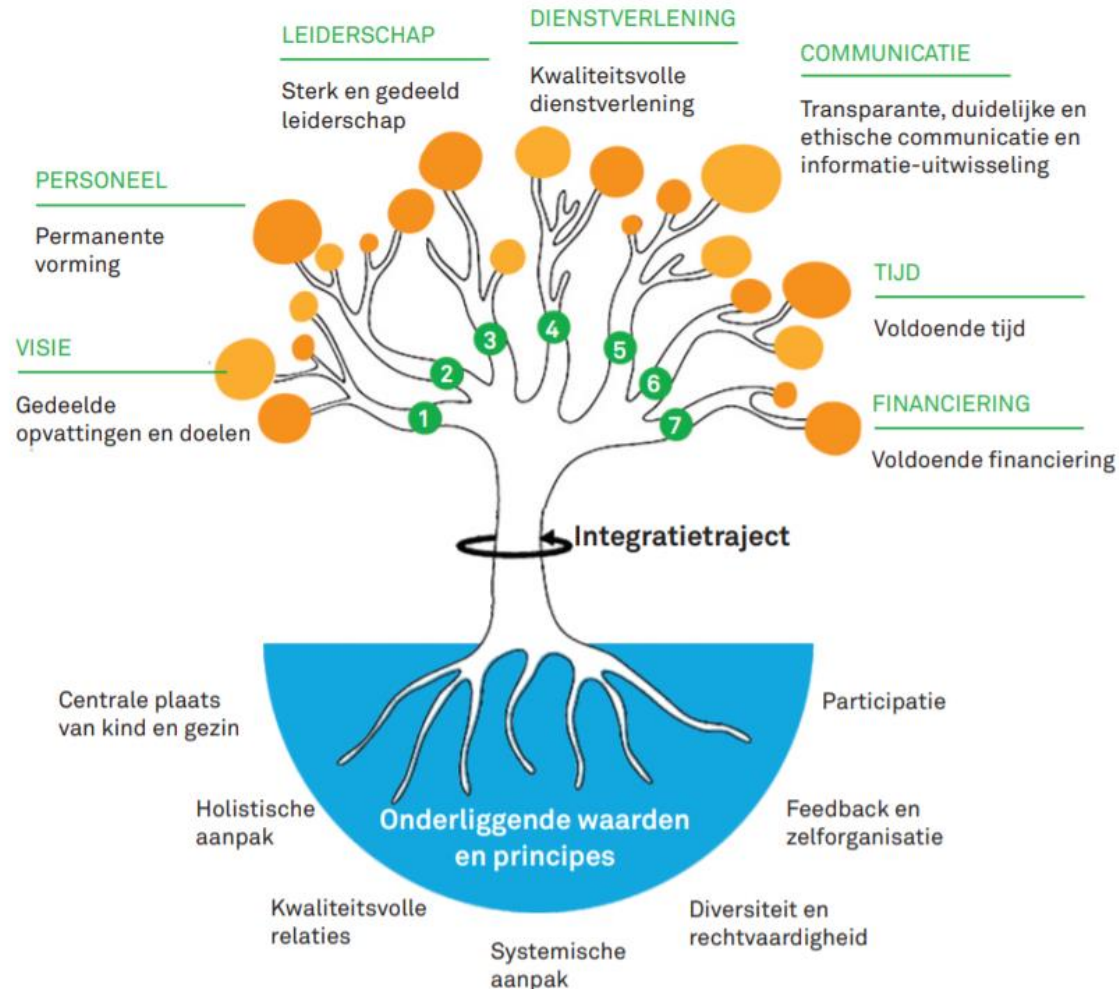 VISIE
Gedeelde
opvattingen en doelen
PERSONEEL
Permanente
vorming
LEIDERSCHAP
Sterk en gedeeld
leiderschap
DIENSTVERLENING
Kwaliteitsvolle
dienstverlening
COMMUNICATIE
Transparante, duidelijke en
ethische communicatie en
informatie-uitwisseling
TIJD
Voldoende tijd
FINANCIERING
Voldoende financiering
1
2
3
4
5
6
7
Integratietraject
Onderliggende waarden
en principes
Centrale plaats
van kind en gezin
Holistische
aanpak
Kwaliteitsvolle
relaties
Systemische
aanpak
Diversiteit en
rechtvaardigheid
Feedback en
zelforganisatie
Participatie